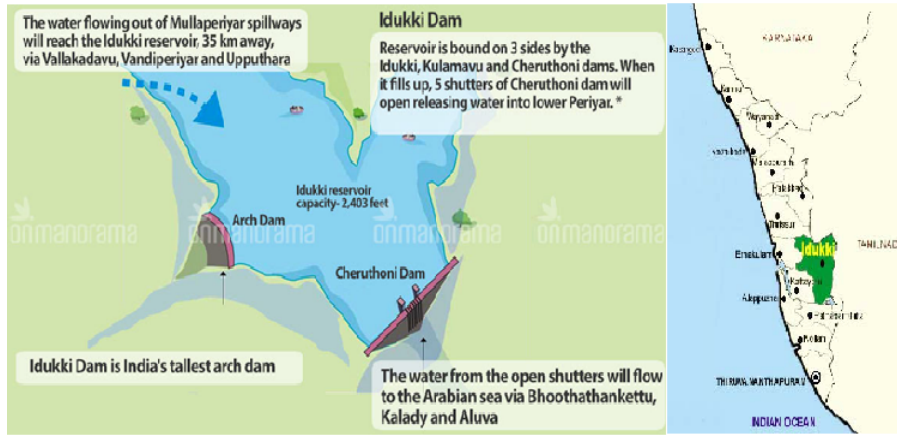 The water flowing out of Mullaperiyar spillways
will reach the Idukki reservoir, 35 km away,
via Vallakadavu, Vandiperiyar and Upputhara
Idukki Dam
Reservoir is bound on 3 sides by the
Idukki, Kulamavu and Cheruthoni dams. When
it fills up, 5 shutters of Cheruthoni dam will
open releasing water into lower Periyar. *
Idukki reservoir
capacity- 2,403 feet
Arch Dam
onmanorama
onmanorama
onmanorama
Cheruthoni Dam
Idukki Dam is India's tallest arch dam
The water from the open shutters will flow
to the Arabian sea via Bhoothathankettu,
Kalady and Aluva
KARNATAKA
Kannur
Thrissur
TAMILNAD
Idukki
Ernakulam
Alappuzha
Kollam
THIRUVANANTHAPURAM
INDIAN OCEAN